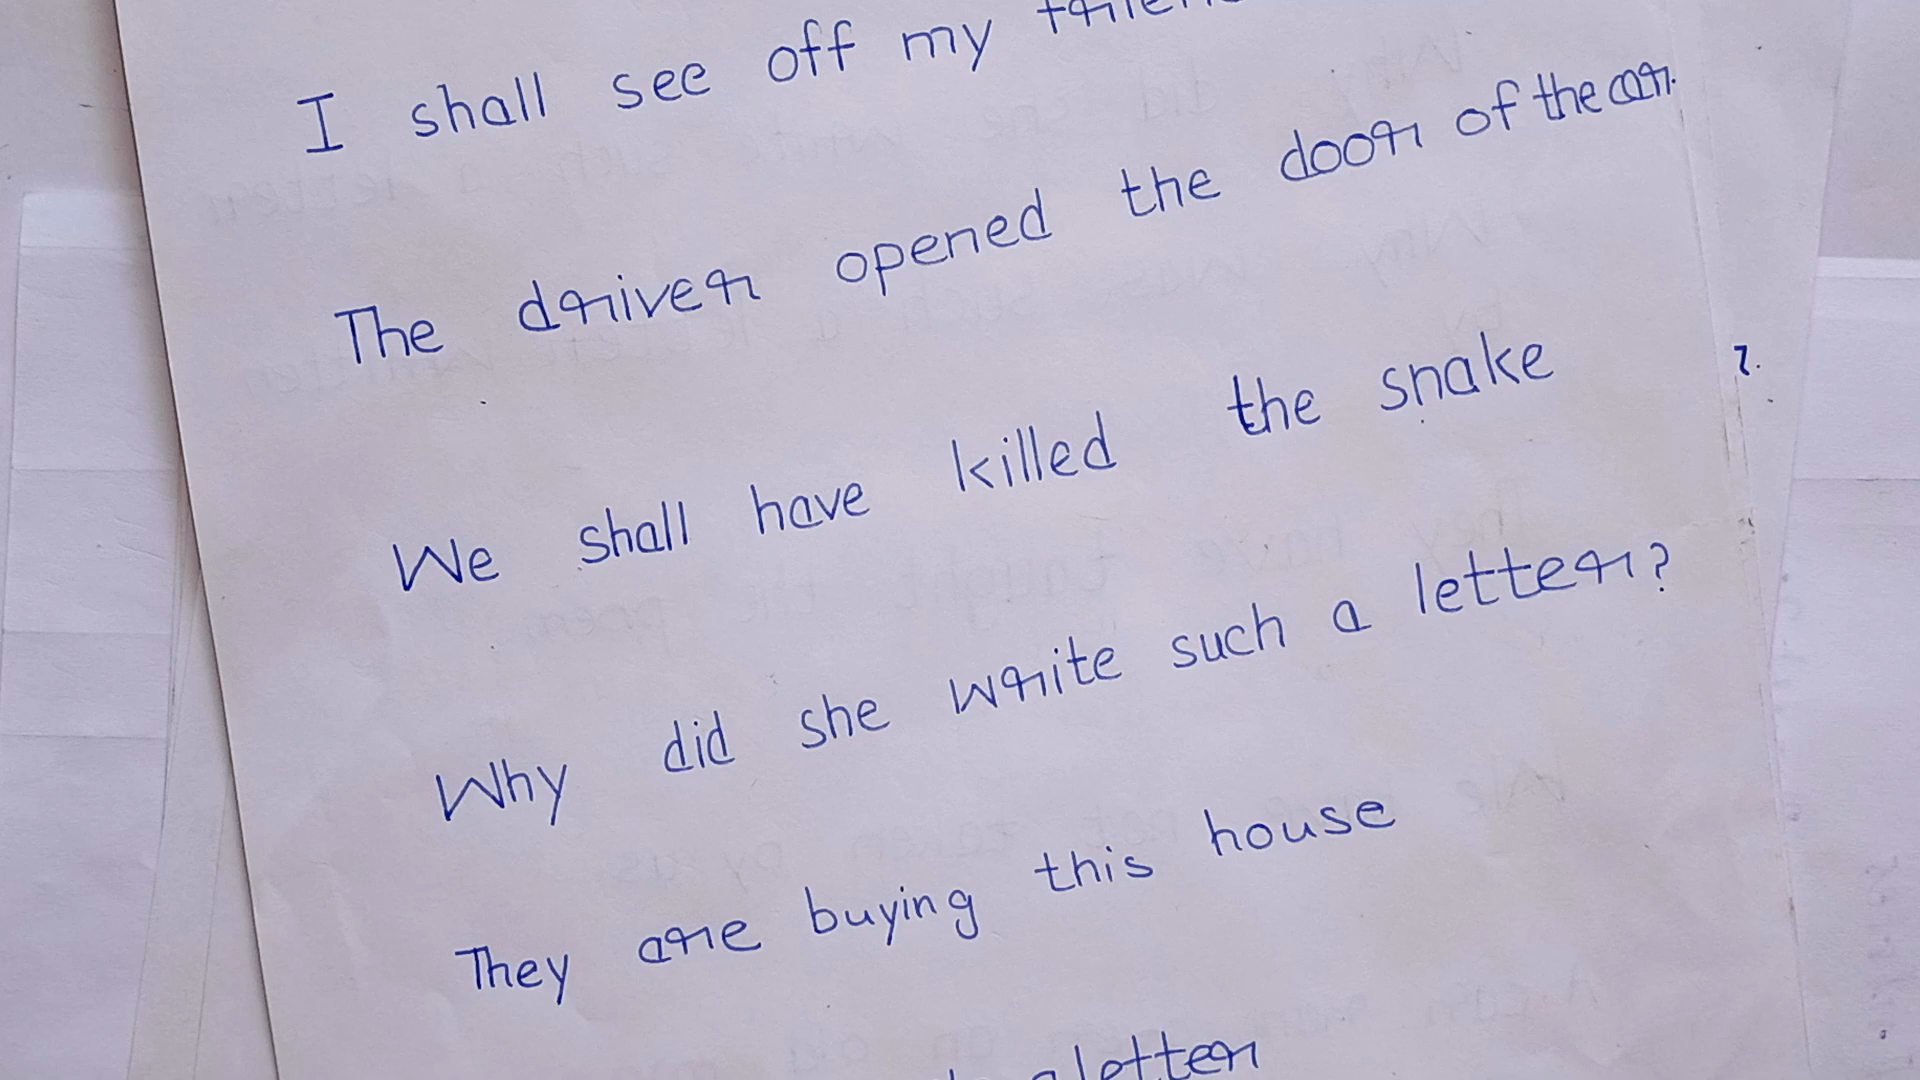 I shall see off my friend
The driver opened the door of the car.
We shall have killed the snake
?.
Why did she write such a letter?
They are buying this house
letter